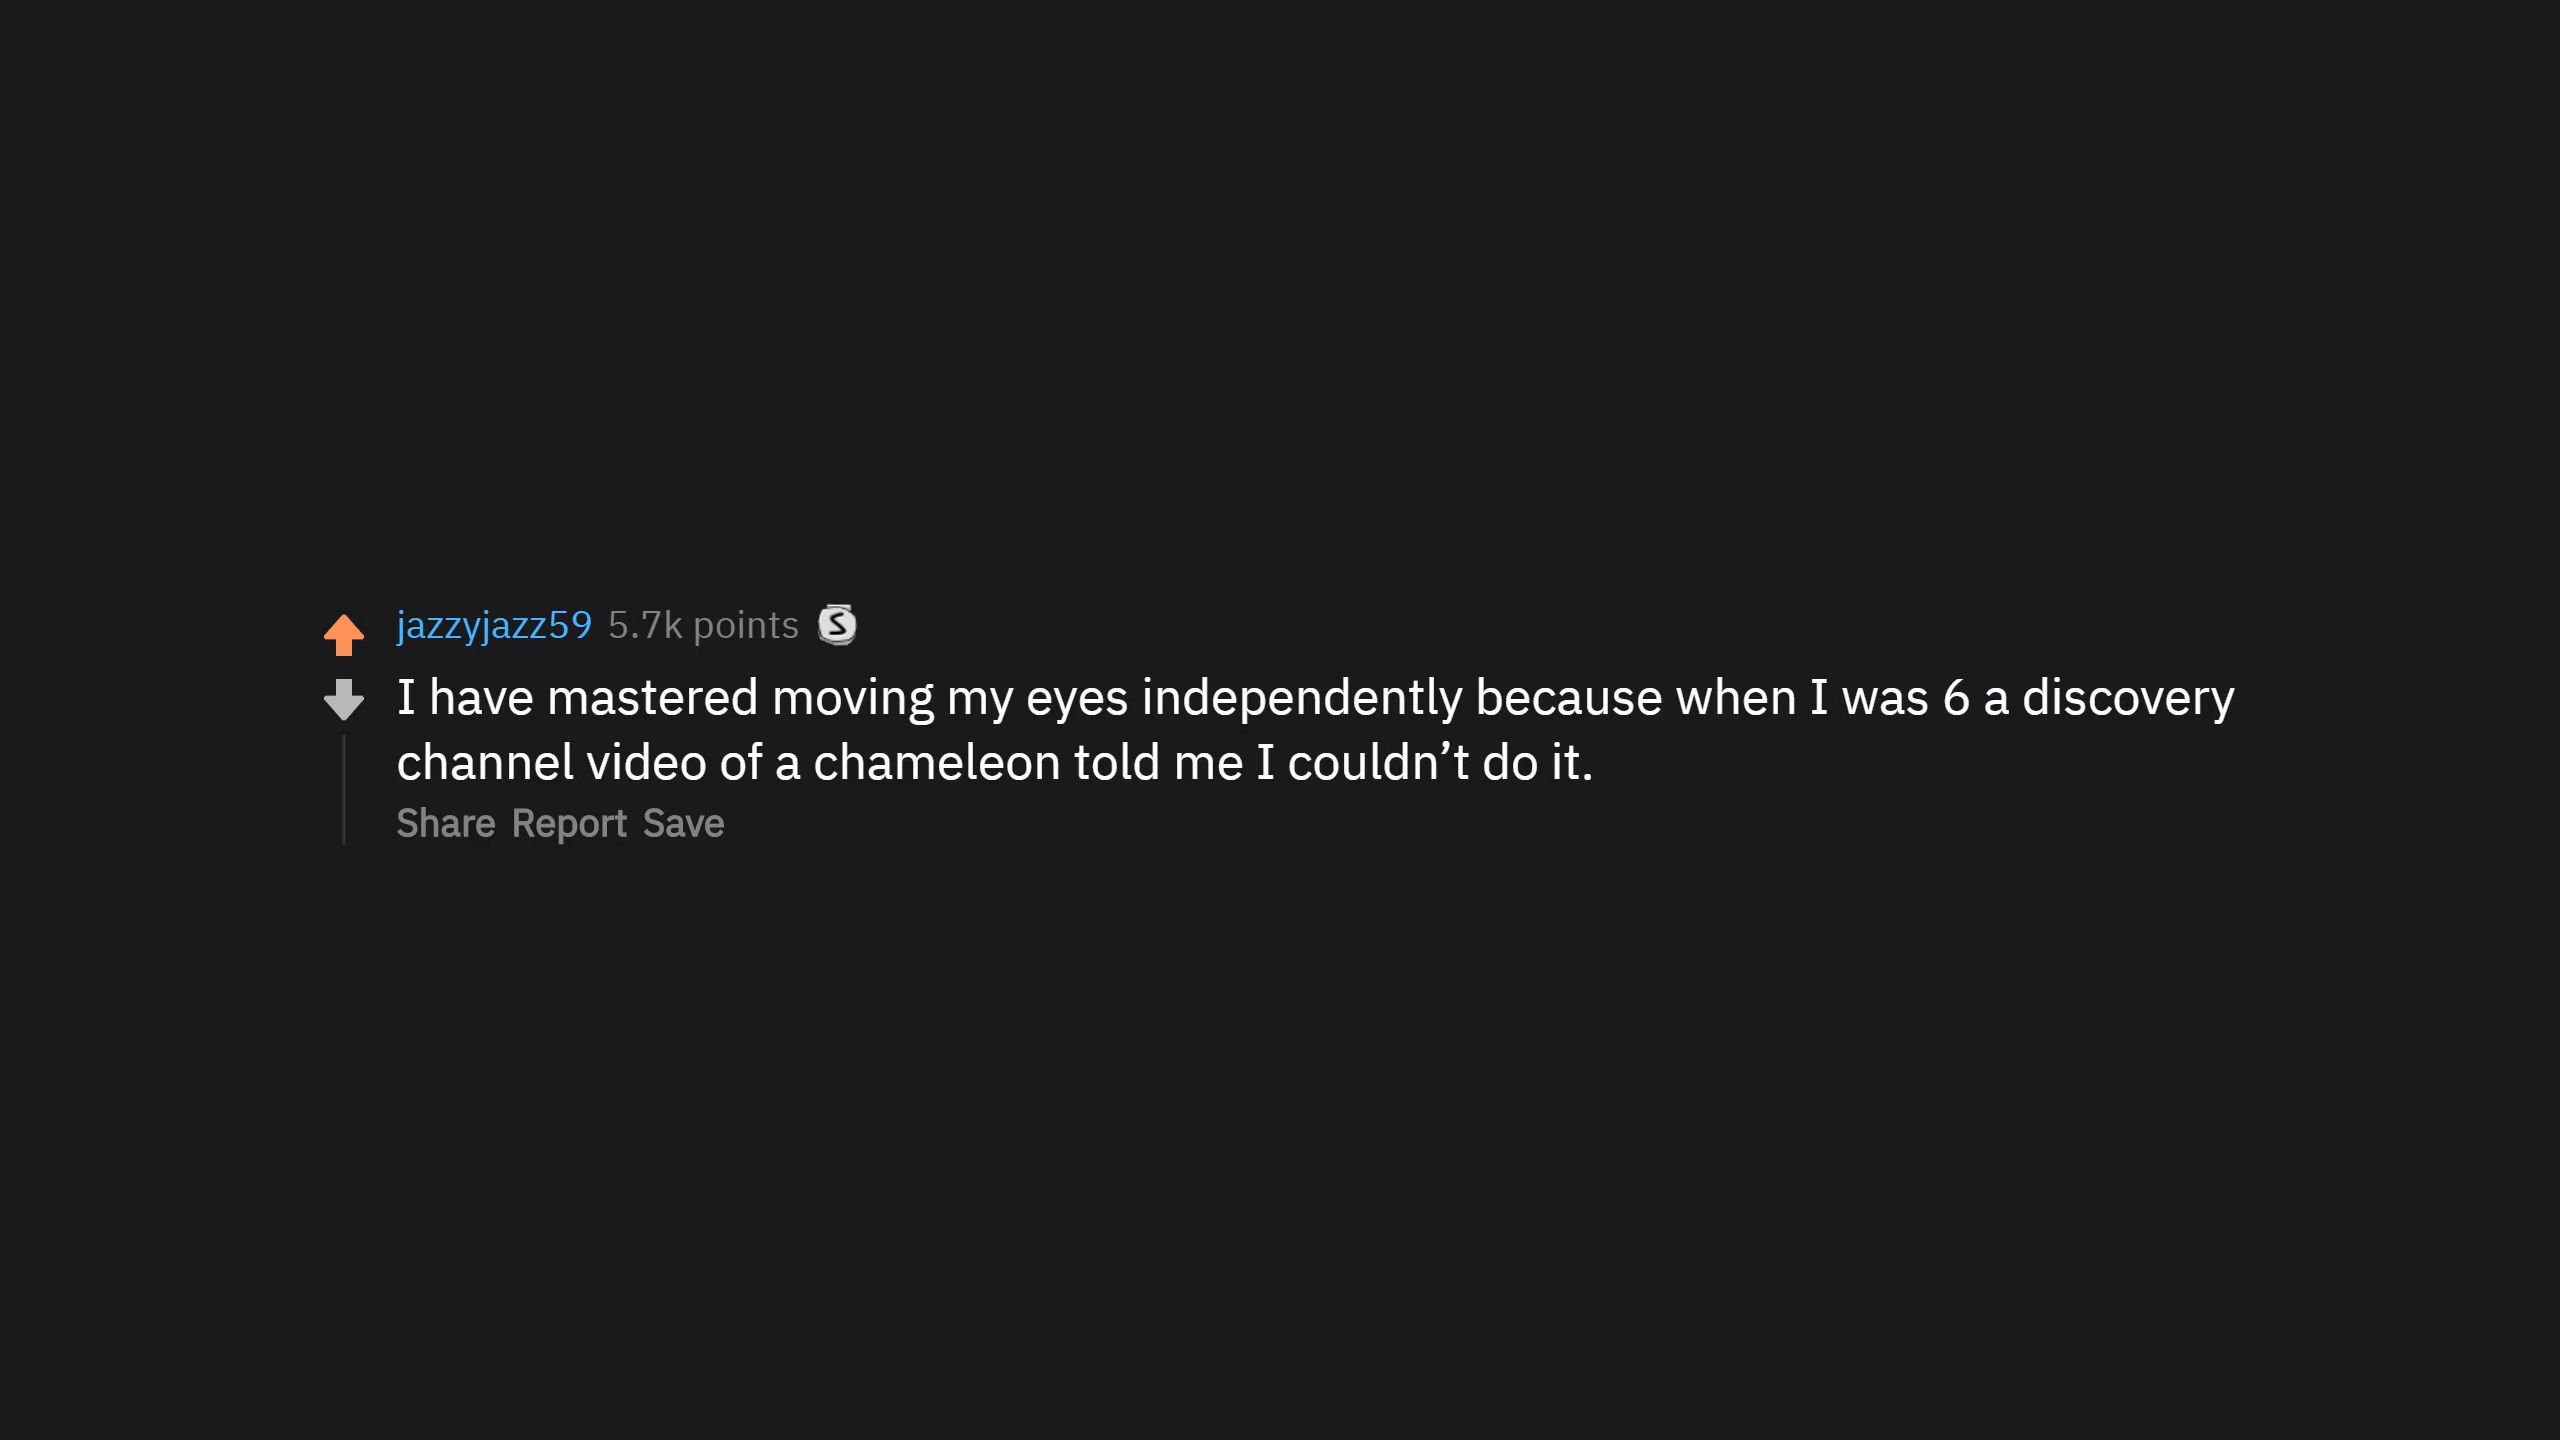 jazzyjazz59 5.7k points S
I have mastered moving my eyes independently because when I was 6 a discovery
channel video of a chameleon told me I couldn’t do it.
Share Report Save